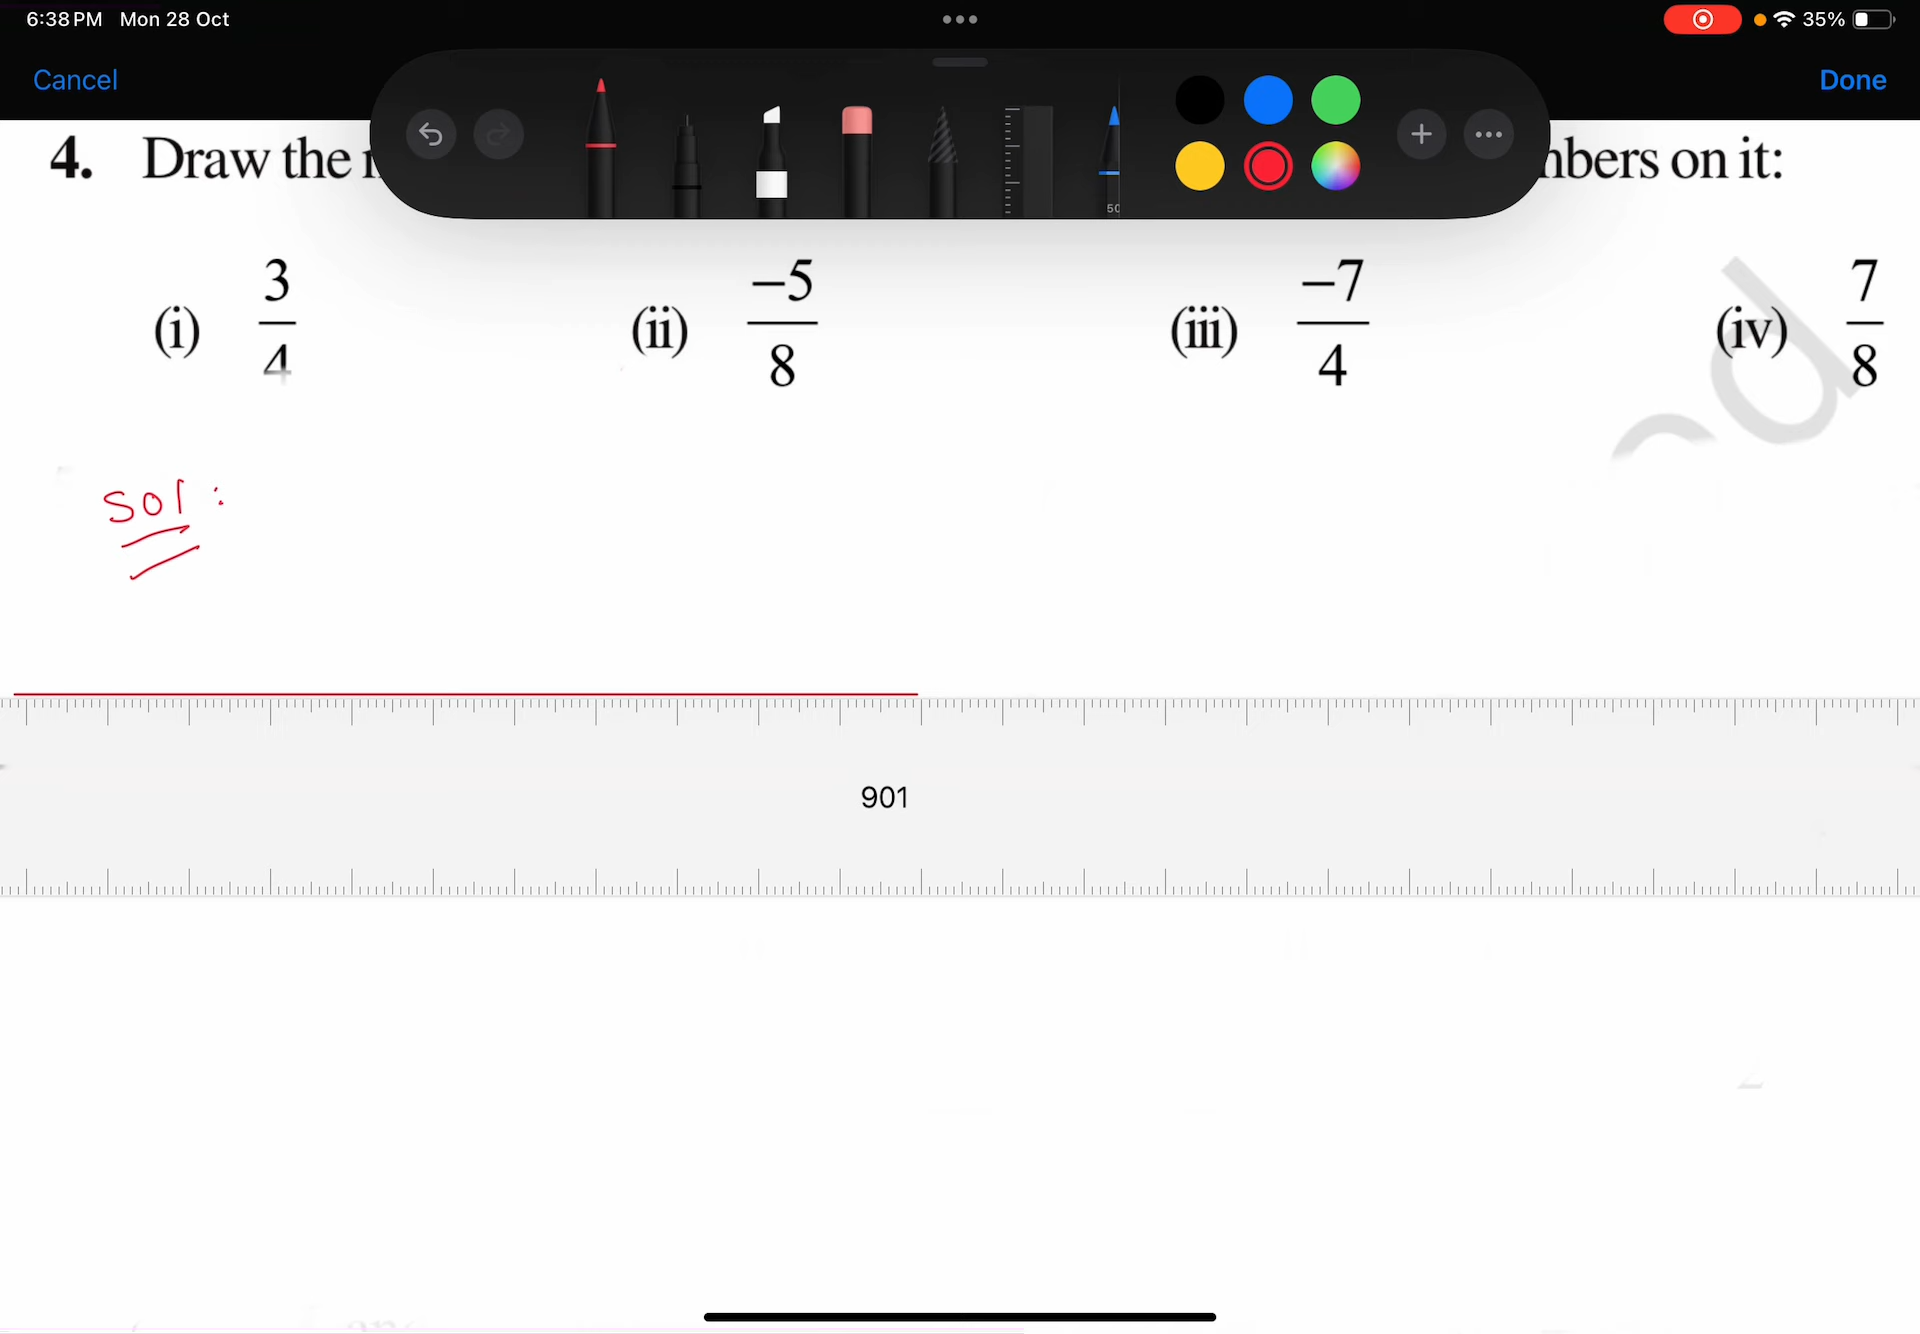 6:38 PM Mon 28 Oct
35%
Cancel
Done
50
4. Draw the
bers on it:
(i) 3/4 (ii) −5/8 (iii) −7/4 (iv) 7/8
Sol :
901